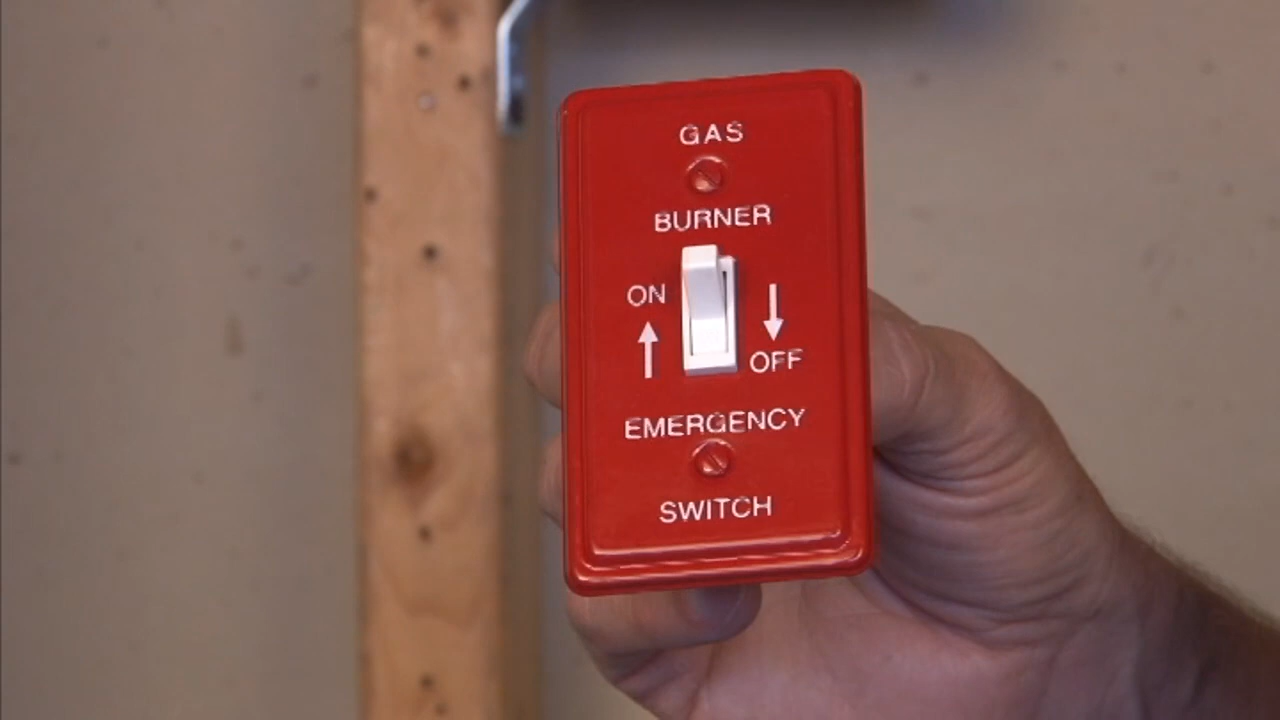 GAS
BURNER
ON
OFF
EMERGENCY
SWITCH